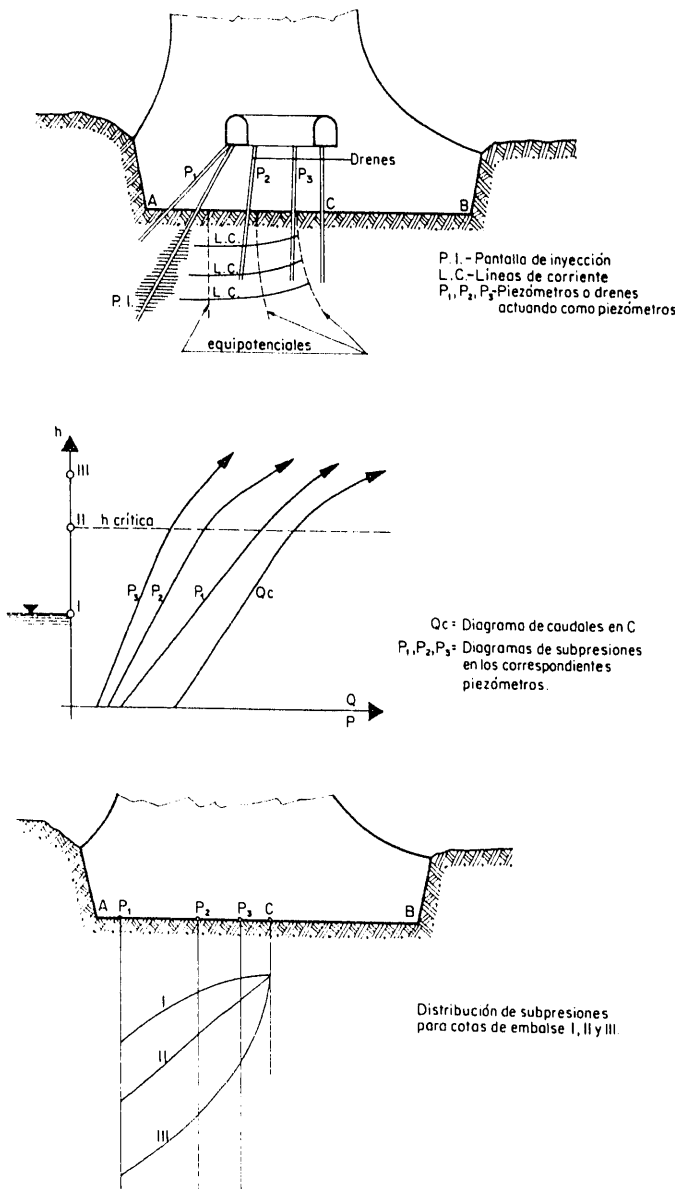 Drenes
P₁
P₂
P₃
A
C
B
L.C.
L.C.
L.C.
P.I.
equipotenciales
P.I.-Pantalla de inyección
L.C.-Líneas de corriente
P₁, P₂, P₃-Piezómetros o drenes
actuando como piezómetros
h
III
II
h crítica
I
P₃
P₂
P₁
Qc
Q
P
Qc = Diagrama de caudales en C
P₁,P₂,P₃= Diagramas de subpresiones
en los correspondientes
piezómetros.
A P₁ P₂ P₃ C B
I
II
III
Distribución de subpresiones
para cotas de embalse I, II y III.